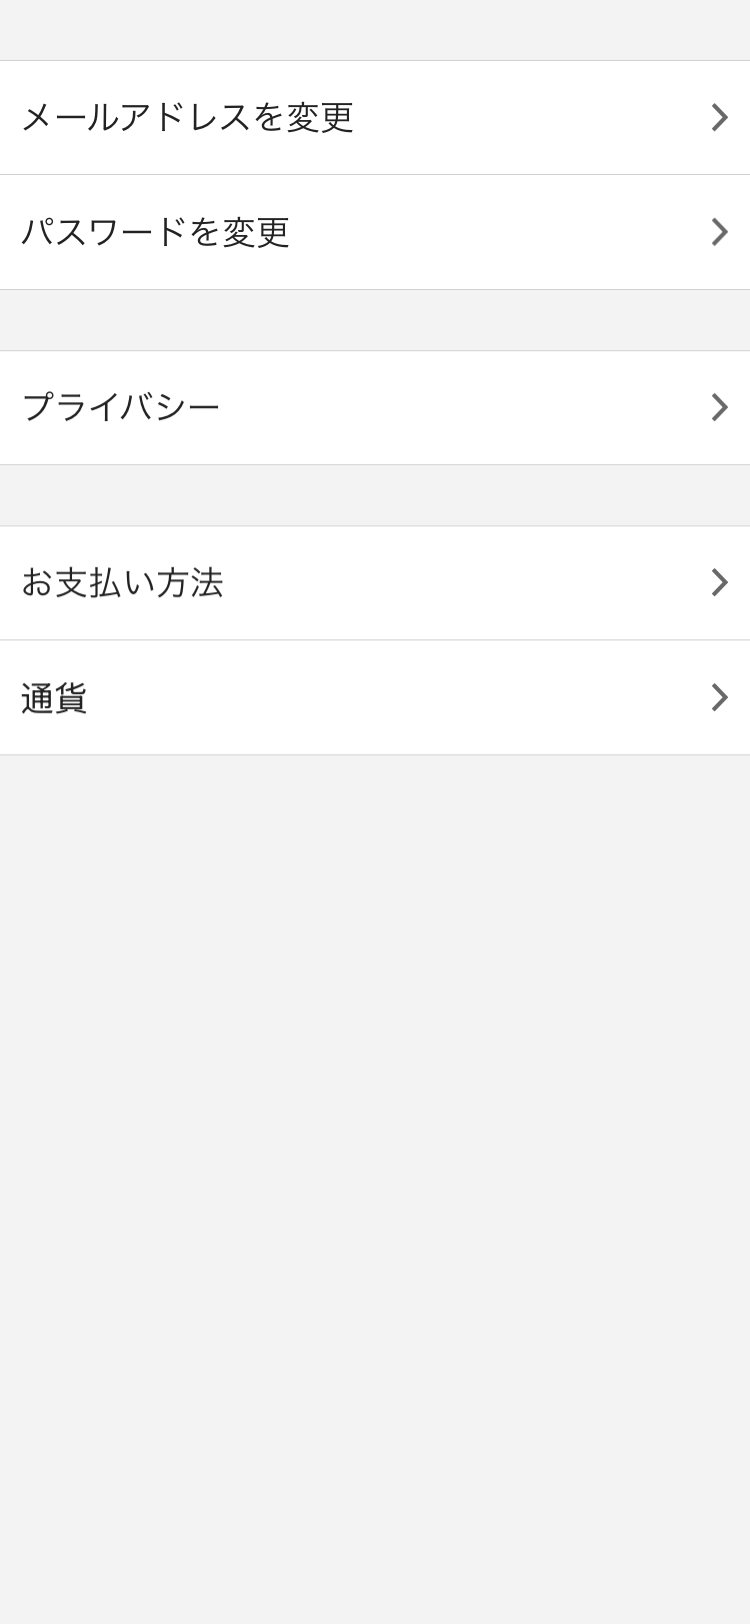 メールアドレスを変更
パスワードを変更
プライバシー
お支払い方法
通貨